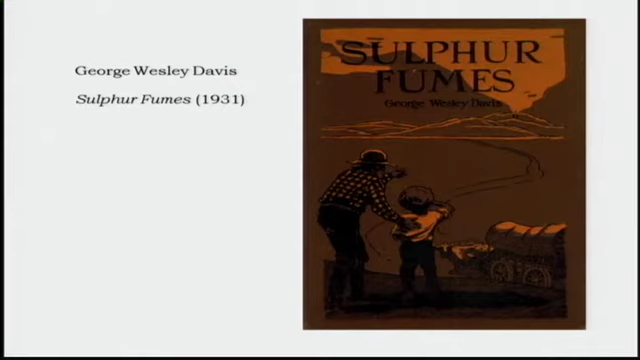 George Wesley Davis
Sulphur Fumes (1931)
SULPHUR
FUMES
George Wesley Davis